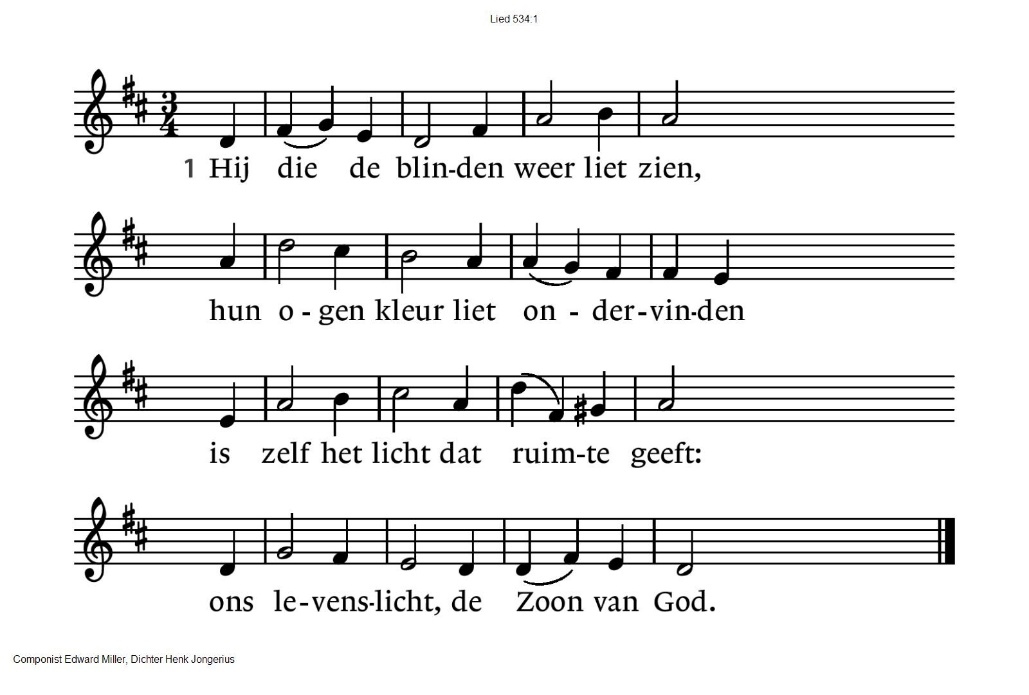 Lied 534:1
3
4
1 Hij die de blin-den weer liet zien,
hun o - gen kleur liet on - der-vin-den
is zelf het licht dat ruim-te geeft:
ons le-vens-licht, de Zoon van God.
Componist Edward Miller, Dichter Henk Jongerius